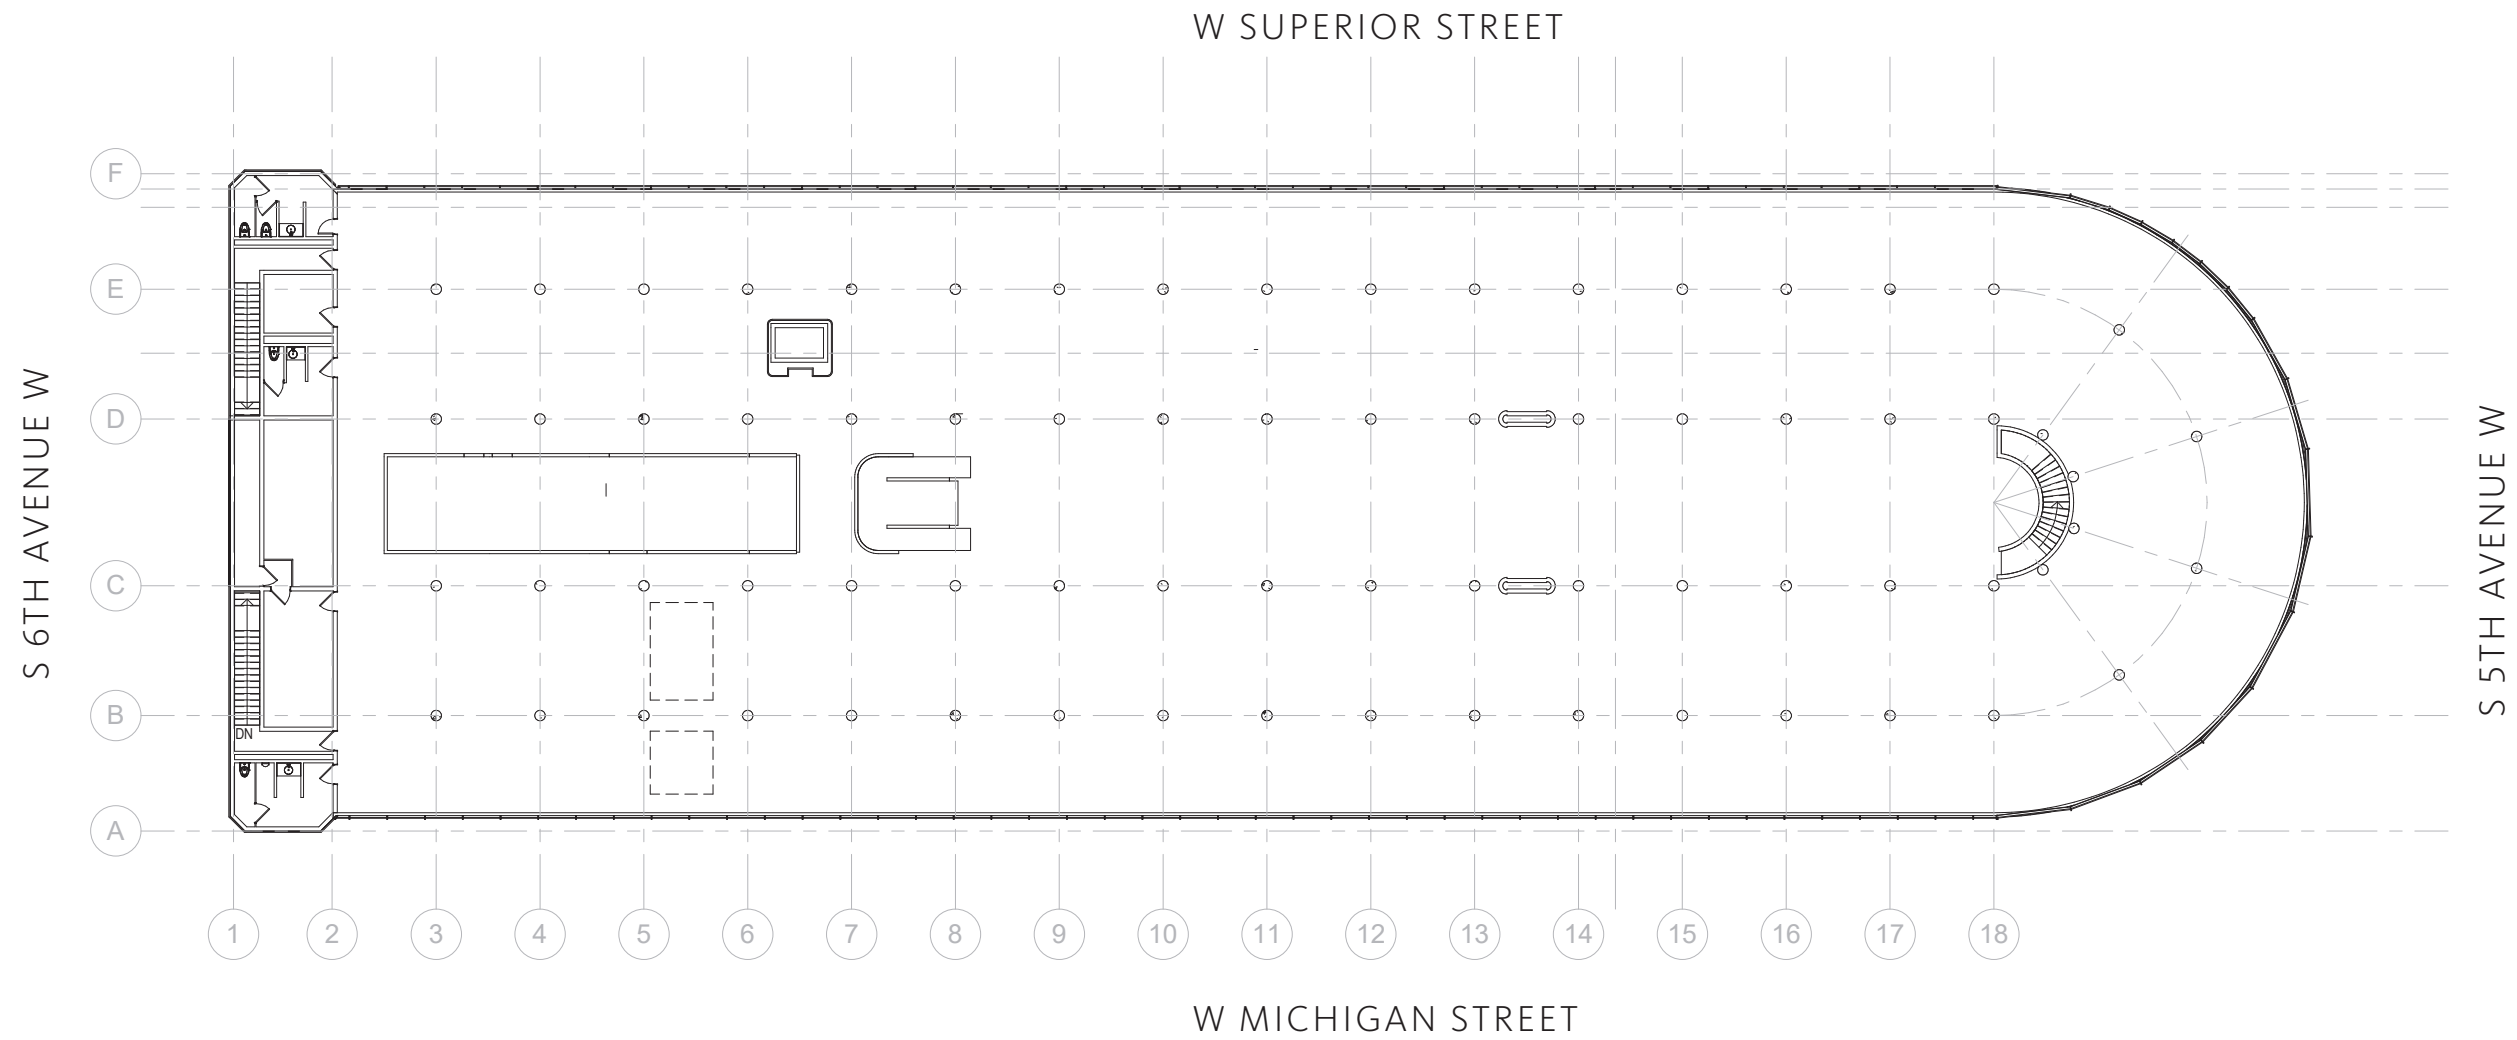 W SUPERIOR STREET
F
E
D
C
B
A
S 6TH AVENUE W
S 5TH AVENUE W
DN
1 2 3 4 5 6 7 8 9 10 11 12 13 14 15 16 17 18
W MICHIGAN STREET